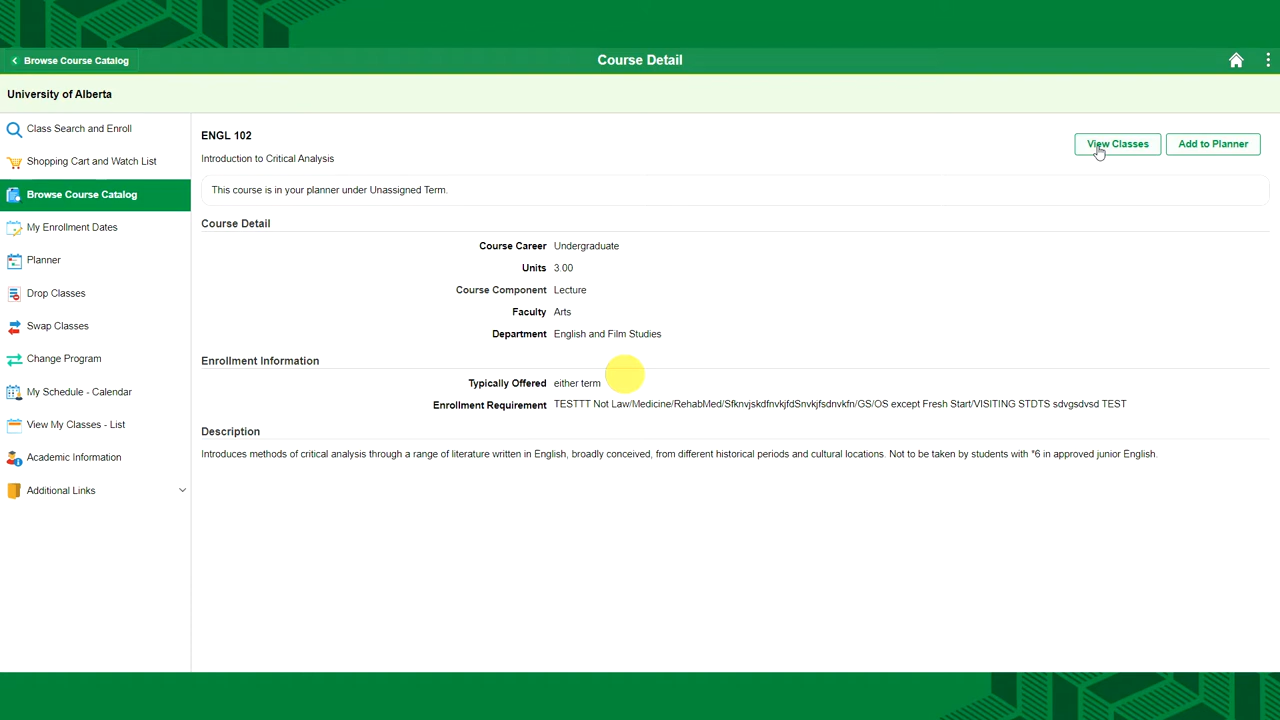 Browse Course Catalog
Course Detail
University of Alberta
Class Search and Enroll
Shopping Cart and Watch List
Browse Course Catalog
My Enrollment Dates
Planner
Drop Classes
Swap Classes
Change Program
My Schedule - Calendar
View My Classes - List
Academic Information
Additional Links
ENGL 102
View Classes
Add to Planner
Introduction to Critical Analysis
This course is in your planner under Unassigned Term.
Course Detail
Course Career Undergraduate
Units 3.00
Course Component Lecture
Faculty Arts
Department English and Film Studies
Enrollment Information
Typically Offered either term
Enrollment Requirement TESTTT Not Law/Medicine/RehabMed/SfknvjskdfnvkjfdSnvkjfsdnvkfn/GS/OS except Fresh Start/VISITING STDTS sdvgsdvsd TEST
Description
Introduces methods of critical analysis through a range of literature written in English, broadly conceived, from different historical periods and cultural locations. Not to be taken by students with *6 in approved junior English.